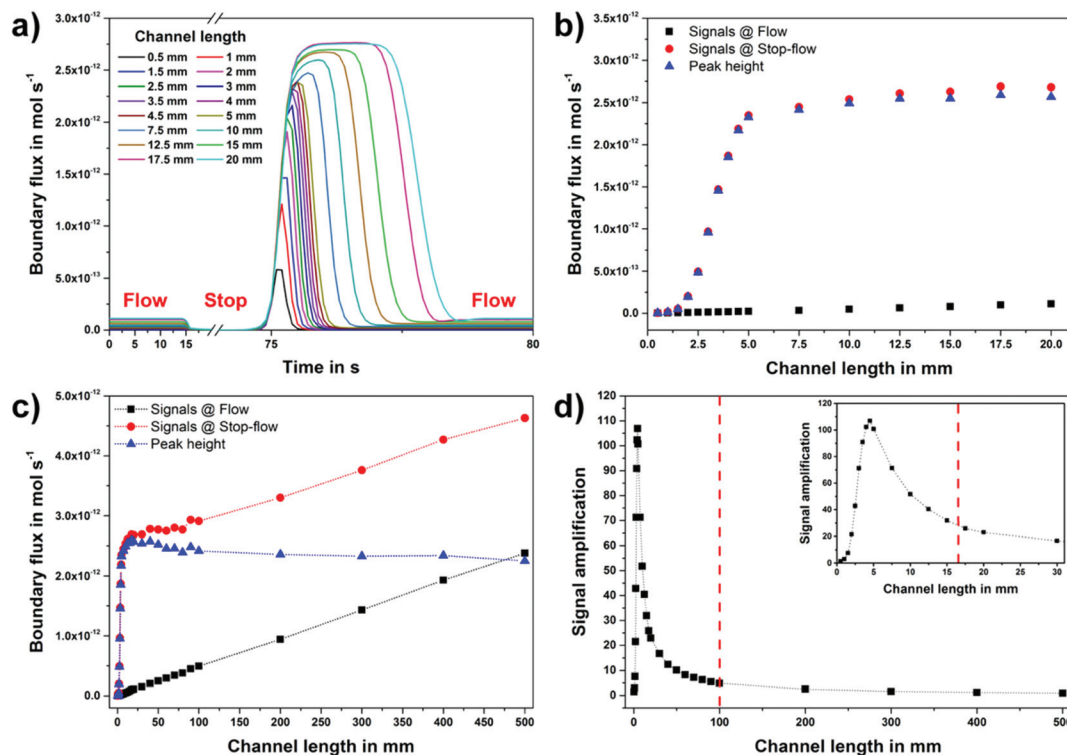 a)
3.0x10⁻¹²
2.5x10⁻¹²
2.0x10⁻¹²
1.5x10⁻¹²
1.0x10⁻¹²
5.0x10⁻¹³
0.0
Boundary flux in mol s⁻¹
Channel length
0.5 mm 1 mm
1.5 mm 2 mm
2.5 mm 3 mm
3.5 mm 4 mm
4.5 mm 5 mm
7.5 mm 10 mm
12.5 mm 15 mm
17.5 mm 20 mm
Flow Stop Flow
0 5 10 15 75 80
Time in s
b)
3.5x10⁻¹²
3.0x10⁻¹²
2.5x10⁻¹²
2.0x10⁻¹²
1.5x10⁻¹²
1.0x10⁻¹²
5.0x10⁻¹³
0.0
Boundary flux in mol s⁻¹
Signals @ Flow
Signals @ Stop-flow
Peak height
0.0 2.5 5.0 7.5 10.0 12.5 15.0 17.5 20.0
Channel length in mm
c)
5.0x10⁻¹²
4.0x10⁻¹²
3.0x10⁻¹²
2.0x10⁻¹²
1.0x10⁻¹²
0.0
Boundary flux in mol s⁻¹
Signals @ Flow
Signals @ Stop-flow
Peak height
0 50 100 150 200 250 300 350 400 450 500
Channel length in mm
d)
120
110
100
90
80
70
60
50
40
30
20
10
0
Signal amplification
0 100 200 300 400 500
Channel length in mm
120
100
80
60
40
20
0
Signal amplification
0 5 10 15 20 25 30
Channel length in mm